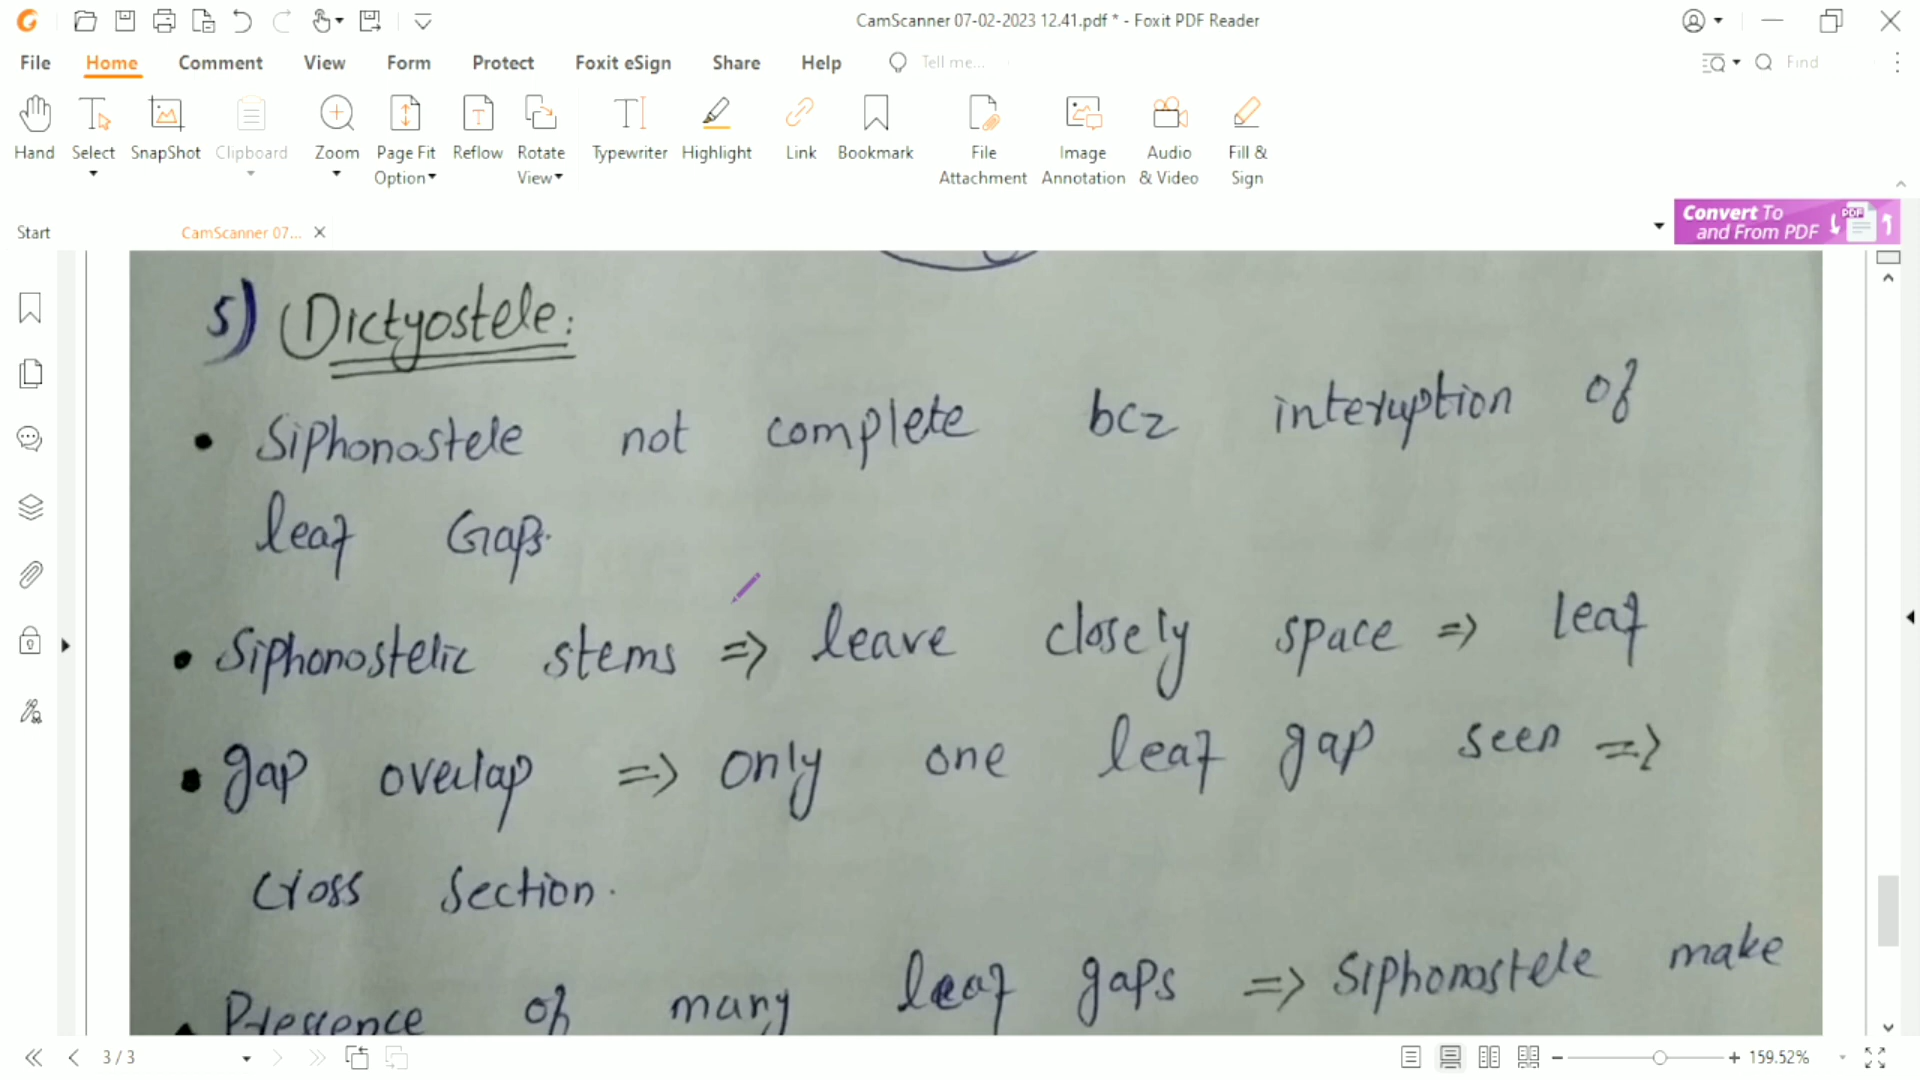 CamScanner 07-02-2023 12.41.pdf * - Foxit PDF Reader
File Home Comment View Form Protect Foxit eSign Share Help Tell me... Find
Hand Select SnapShot Clipboard Zoom Page Fit Option Reflow Rotate View Typewriter Highlight Link Bookmark File Attachment Image Annotation Audio & Video Fill & Sign
Start CamScanner 07... Convert To and From PDF
5) Dictyostele:
• Siphonostele not complete bcz interuption of
leaf Gaps.
• Siphonostelic stems => leave closely space => leaf
• gap overlap => only one leaf gap seen =>
cross section.
Presence of many leaf gaps => Siphonostele make
3 / 3 159.52%